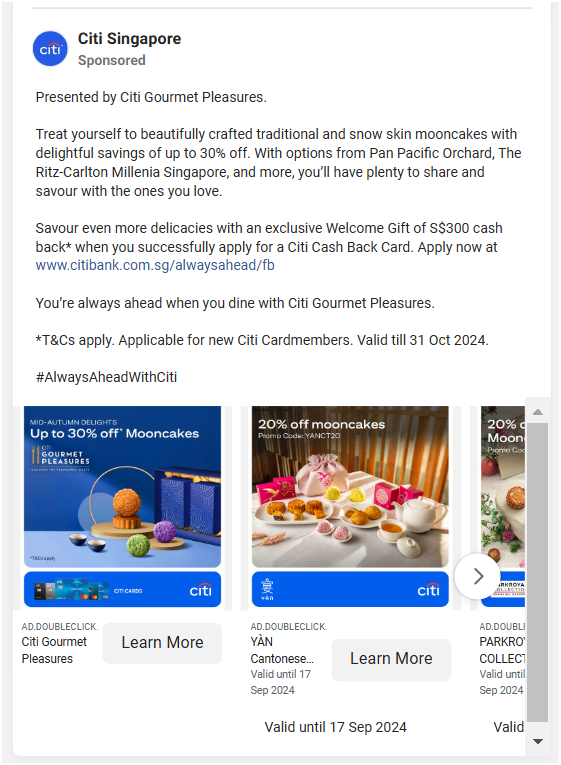 Citi Singapore
Sponsored
Presented by Citi Gourmet Pleasures.
Treat yourself to beautifully crafted traditional and snow skin mooncakes with
delightful savings of up to 30% off. With options from Pan Pacific Orchard, The
Ritz-Carlton Millenia Singapore, and more, you’ll have plenty to share and
savour with the ones you love.
Savour even more delicacies with an exclusive Welcome Gift of S$300 cash
back* when you successfully apply for a Citi Cash Back Card. Apply now at
www.citibank.com.sg/alwaysahead/fb
You’re always ahead when you dine with Citi Gourmet Pleasures.
*T&Cs apply. Applicable for new Citi Cardmembers. Valid till 31 Oct 2024.
#AlwaysAheadWithCiti
MID-AUTUMN DELIGHTS
Up to 30% off* Mooncakes
CITI
GOURMET
PLEASURES
*T&Cs apply
CITI CARDS
citi
AD.DOUBLECLICK.
Citi Gourmet
Pleasures
Learn More
20% off mooncakes
Promo Code: YANCT20
YÀN
citi
AD.DOUBLECLICK.
YÀN
Cantonese...
Valid until 17
Sep 2024
Learn More
Valid until 17 Sep 2024
20% o
Moon
Promo Coc
PARKROYA
COLLECTIO
AD.DOUBLI
PARKROY
COLLECT
Valid until
Sep 2024
Valid